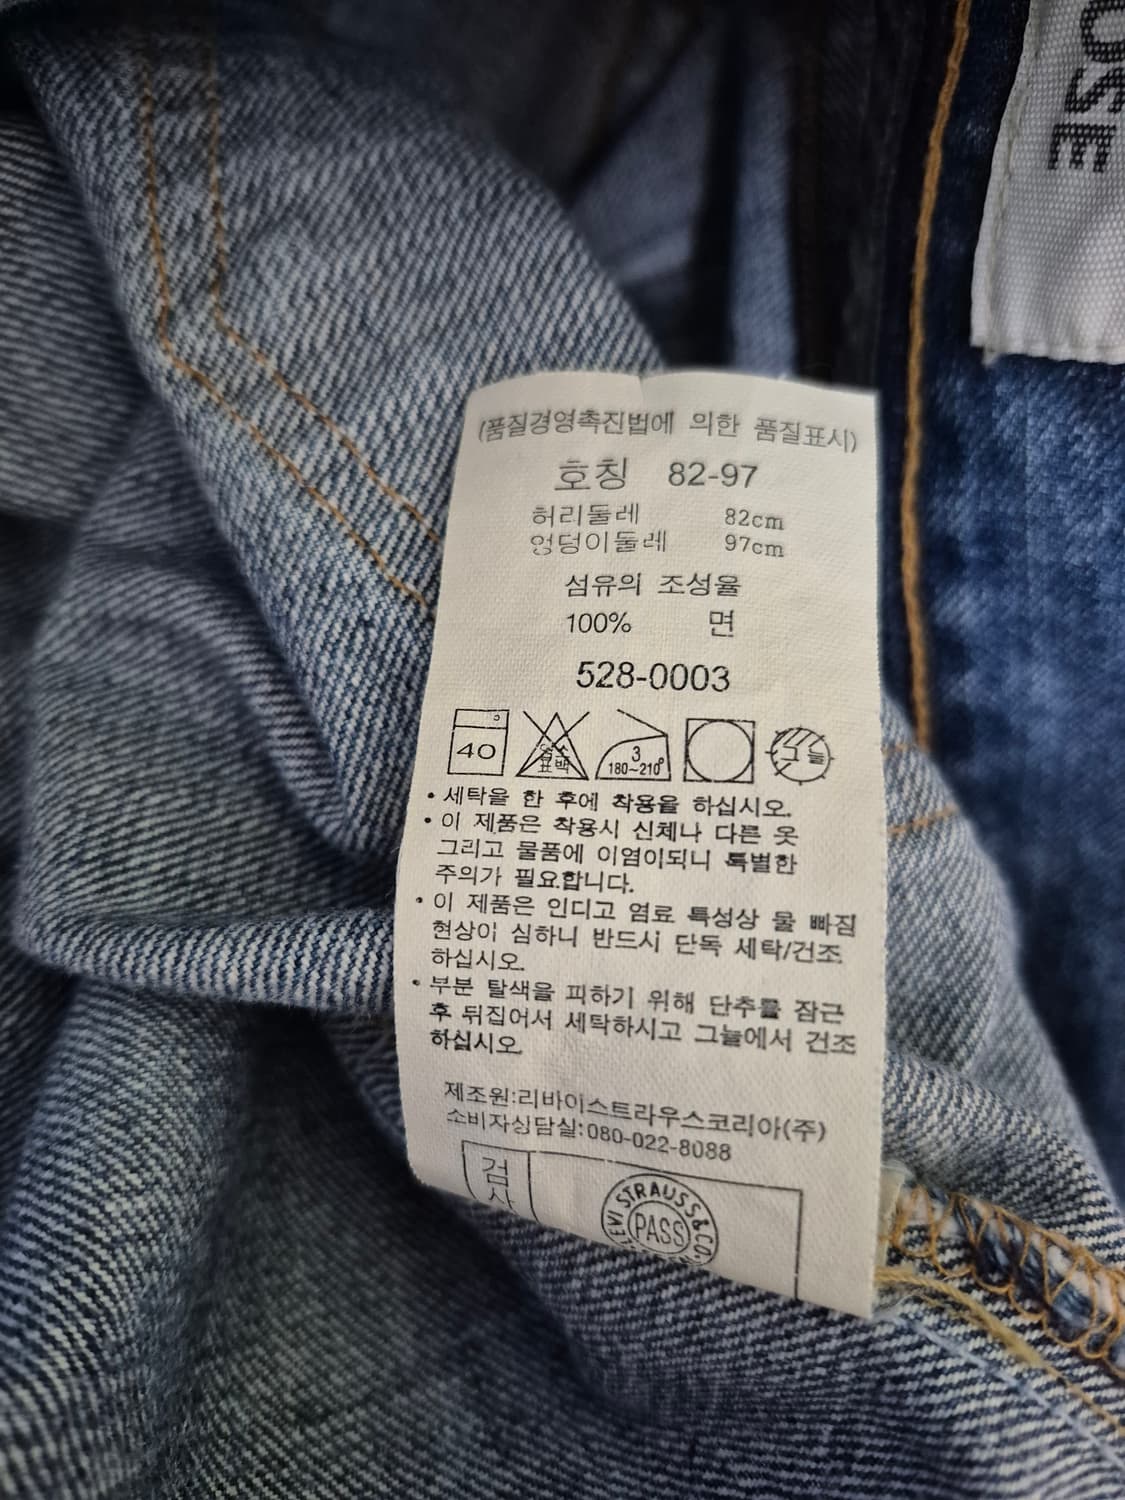 OSE
(품질경영촉진법에 의한 품질표시)
호칭 82-97
허리둘레 82cm
엉덩이둘레 97cm
섬유의 조성율
100% 면
528-0003
40
염소
표백
3
180~210°
그늘
• 세탁을 한 후에 착용을 하십시오.
• 이 제품은 착용시 신체나 다른 옷
그리고 물품에 이염이되니 특별한
주의가 필요합니다.
• 이 제품은 인디고 염료 특성상 물 빠짐
현상이 심하니 반드시 단독 세탁/건조
하십시오.
• 부분 탈색을 피하기 위해 단추를 잠근
후 뒤집어서 세탁하시고 그늘에서 건조
하십시오.
제조원:리바이스트라우스코리아(주)
소비자상담실:080-022-8088
검사
LEVI STRAUSS & CO.
PASS